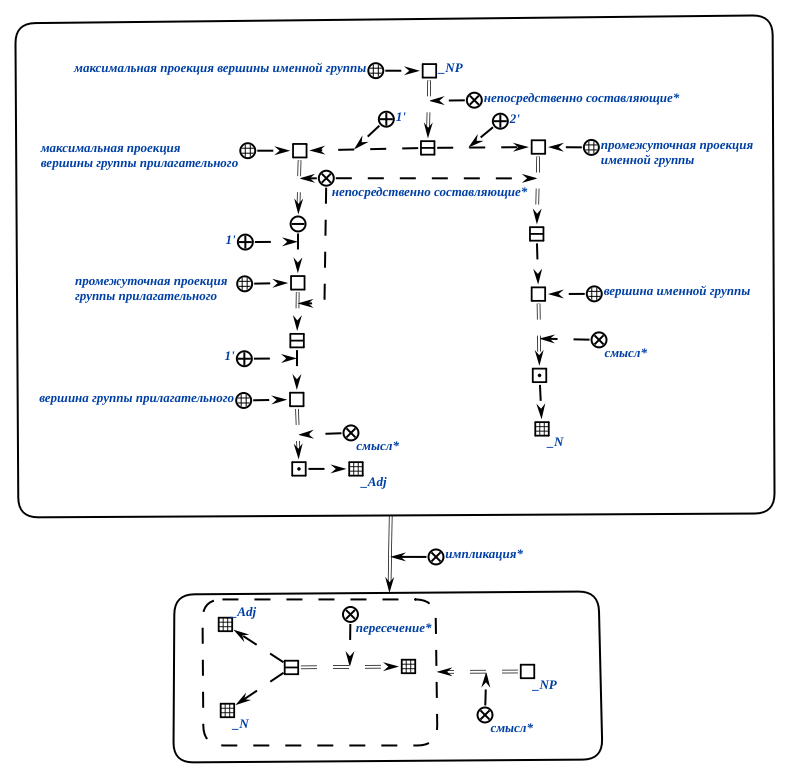 максимальная проекция вершины именной группы
_NP
непосредственно составляющие*
1'
2'
максимальная проекция
вершины группы прилагательного
промежуточная проекция
именной группы
непосредственно составляющие*
1'
промежуточная проекция
группы прилагательного
вершина именной группы
1'
смысл*
вершина группы прилагательного
смысл*
_N
_Adj
импликация*
_Adj
пересечение*
_NP
_N
смысл*